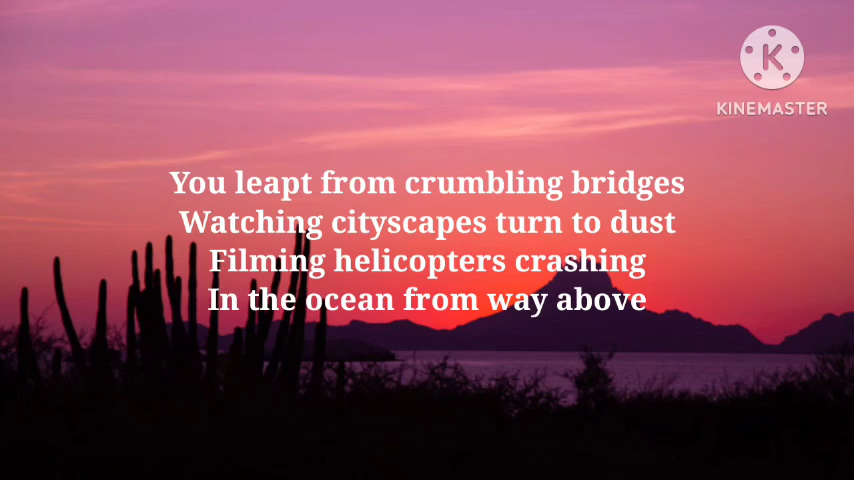 KINEMASTER
You leapt from crumbling bridges
Watching cityscapes turn to dust
Filming helicopters crashing
In the ocean from way above